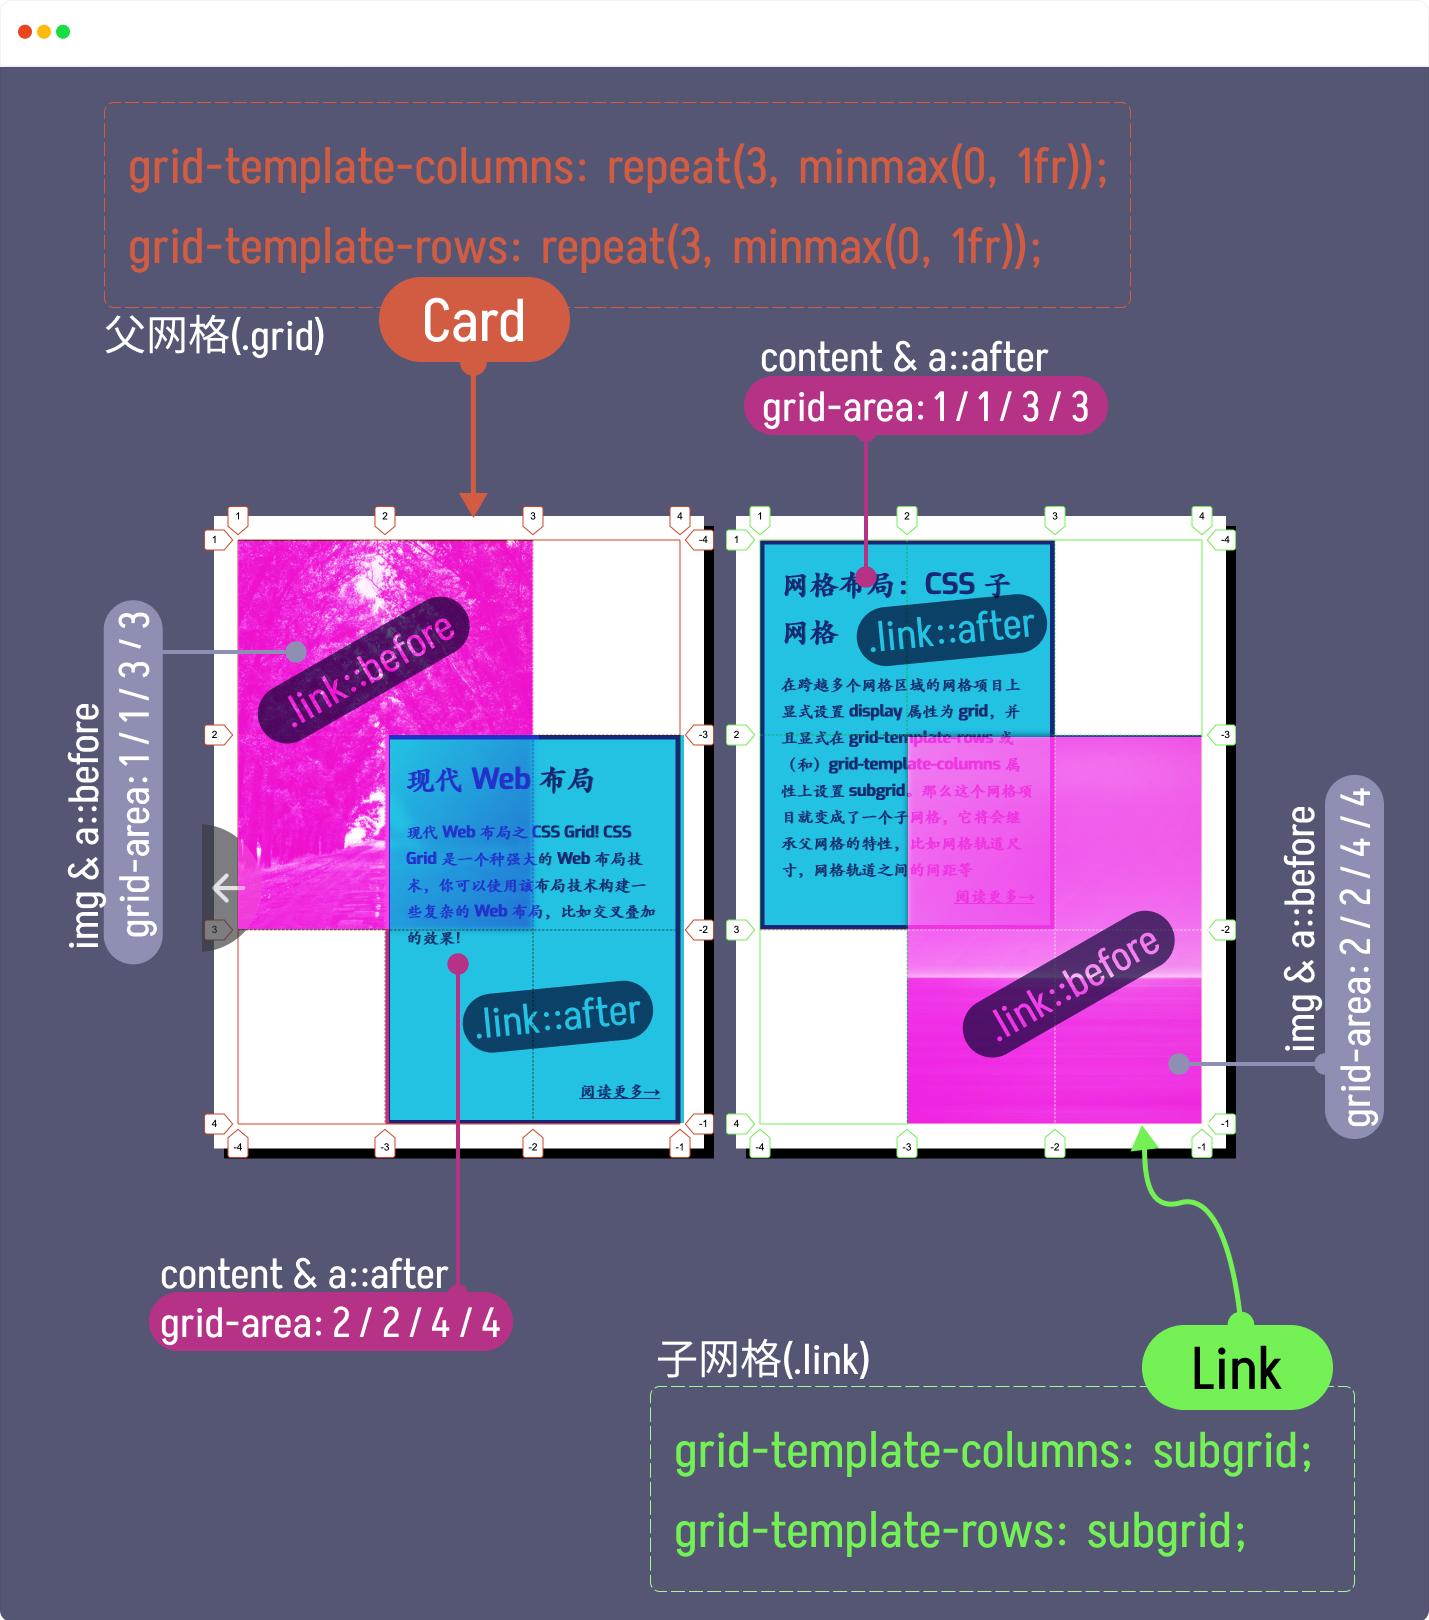 grid-template-columns: repeat(3, minmax(0, 1fr));
grid-template-rows: repeat(3, minmax(0, 1fr));
Card
父网格(.grid)
content & a::after
grid-area: 1 / 1 / 3 / 3
1 2 3 4
1 -4
2 -3
3 -2
4 -1
-4 -3 -2 -1
img & a::before
grid-area: 1 / 1 / 3 / 3
.link::before
现代 Web 布局
现代 Web 布局之 CSS Grid! CSS
Grid 是一个种强大的 Web 布局技
术，你可以使用该布局技术构建一
些复杂的 Web 布局，比如交叉叠加
的效果！
.link::after
阅读更多→
1 2 3 4
1 -4
2 -3
3 -2
4 -1
-4 -3 -2 -1
网格布局：CSS 子
网格
.link::after
在跨越多个网格区域的网格项目上
显式设置 display 属性为 grid，并
且显式在 grid-template-rows 或
（和）grid-template-columns 属
性上设置 subgrid。那么这个网格项
目就变成了一个子网格，它将会继
承父网格的特性，比如网格轨道尺
寸，网格轨道之间的间距等
阅读更多→
.link::before
img & a::before
grid-area: 2 / 2 / 4 / 4
content & a::after
grid-area: 2 / 2 / 4 / 4
子网格(.link)
Link
grid-template-columns: subgrid;
grid-template-rows: subgrid;